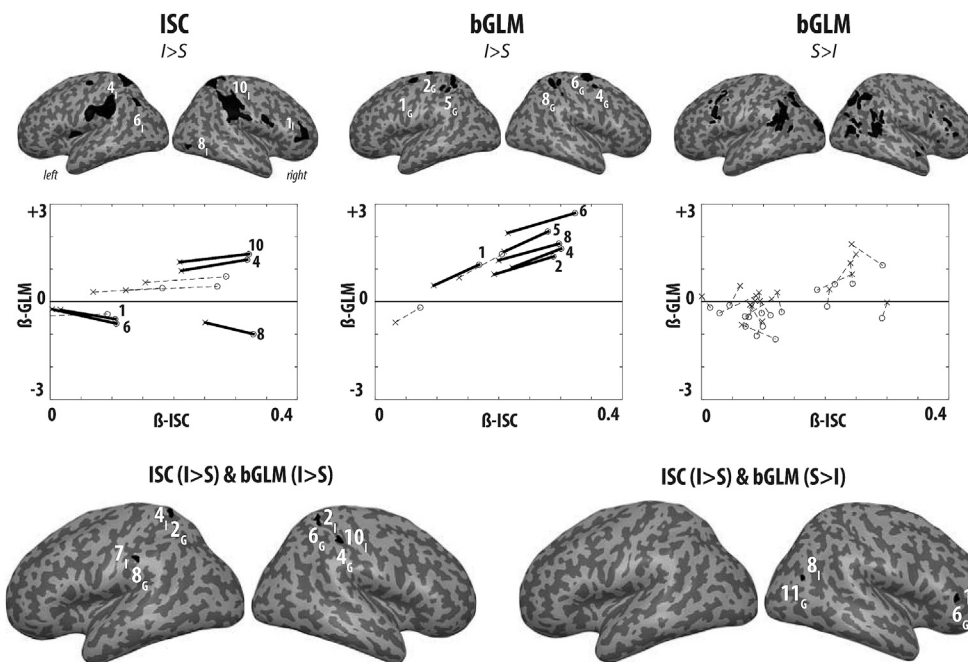 ISC
I>S
bGLM
I>S
bGLM
S>I
4I
6I
10I
1I
8I
left
right
2G
1G
5G
6G
8G
4G
+3
0
-3
ß-GLM
10
4
1
6
8
0
0.4
ß-ISC
+3
0
-3
ß-GLM
6
5
8
4
2
1
0
0.4
ß-ISC
+3
0
-3
ß-GLM
0
0.4
ß-ISC
ISC (I>S) & bGLM (I>S)
ISC (I>S) & bGLM (S>I)
4I
2G
7I
8G
2I
6G
10I
4G
8I
11G
6G